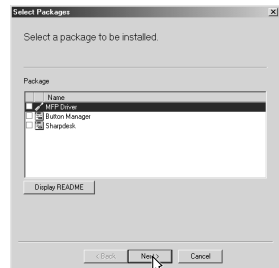 Select Packages
Select a package to be installed.
Package
Name
MFP Driver
Button Manager
Sharpdesk
Display README
< Back Next > Cancel